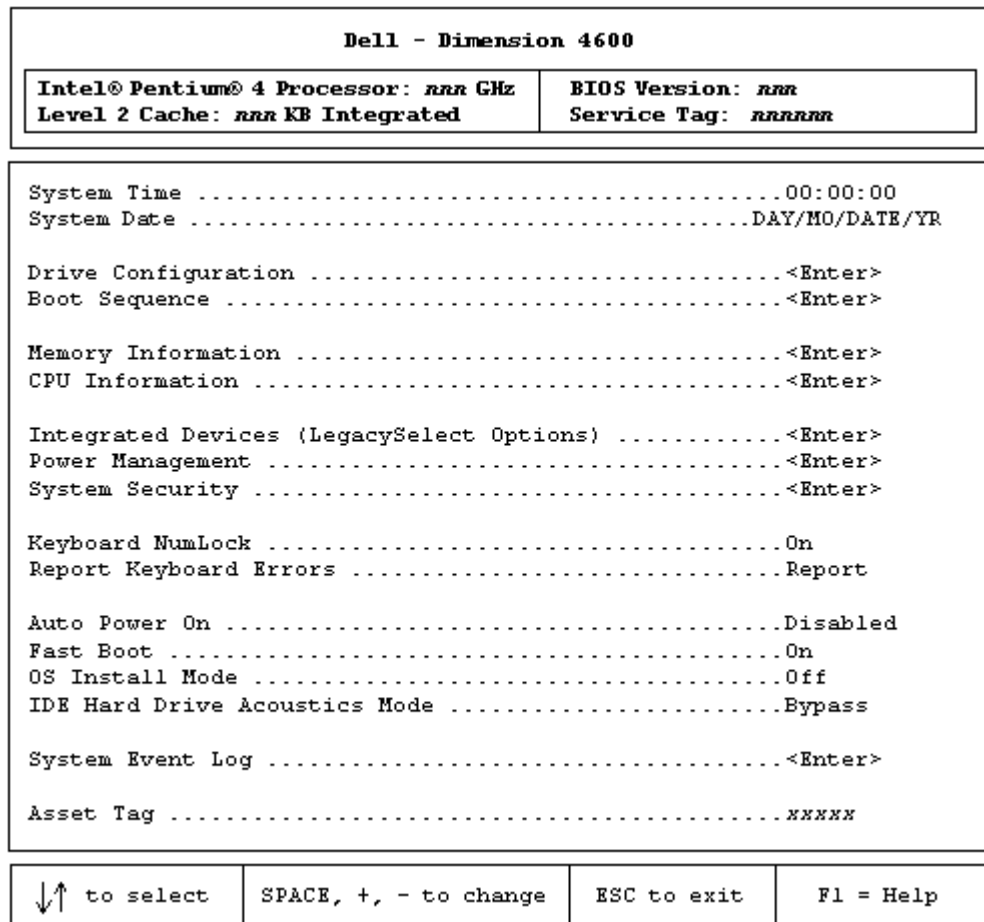 Dell - Dimension 4600
Intel® Pentium® 4 Processor: nnn GHz
Level 2 Cache: nnn KB Integrated
BIOS Version: nnn
Service Tag: nnnnnn
System Time ..........................................00:00:00
System Date ........................................DAY/MO/DATE/YR
Drive Configuration ..................................<Enter>
Boot Sequence ........................................<Enter>
Memory Information ...................................<Enter>
CPU Information ......................................<Enter>
Integrated Devices (LegacySelect Options) ............<Enter>
Power Management .....................................<Enter>
System Security ......................................<Enter>
Keyboard NumLock .....................................On
Report Keyboard Errors ...............................Report
Auto Power On ........................................Disabled
Fast Boot ............................................On
OS Install Mode ......................................Off
IDE Hard Drive Acoustics Mode ........................Bypass
System Event Log .....................................<Enter>
Asset Tag ............................................xxxxx
↓↑ to select
SPACE, +, - to change
ESC to exit
F1 = Help